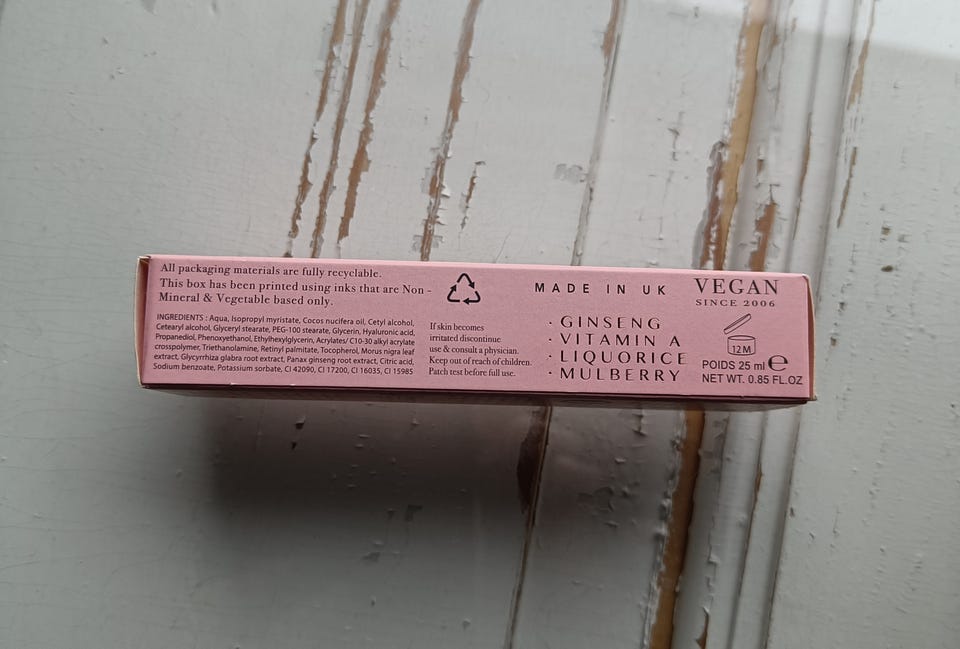 All packaging materials are fully recyclable.
This box has been printed using inks that are Non -
Mineral & Vegetable based only.
INGREDIENTS : Aqua, Isopropyl myristate, Cocos nucifera oil, Cetyl alcohol,
Cetearyl alcohol, Glyceryl stearate, PEG-100 stearate, Glycerin, Hyaluronic acid,
Propanediol, Phenoxyethanol, Ethylhexylglycerin, Acrylates/ C10-30 alkyl acrylate
crosspolymer, Triethanolamine, Retinyl palmitate, Tocopherol, Morus nigra leaf
extract, Glycyrrhiza glabra root extract, Panax ginseng root extract, Citric acid,
Sodium benzoate, Potassium sorbate, CI 42090, CI 17200, CI 16035, CI 15985
If skin becomes
irritated discontinue
use & consult a physician.
Keep out of reach of children.
Patch test before full use.
MADE IN UK
· GINSENG
· VITAMIN A
· LIQUORICE
· MULBERRY
VEGAN
SINCE 2006
12M
POIDS 25 ml ℮
NET WT. 0.85 FL.OZ